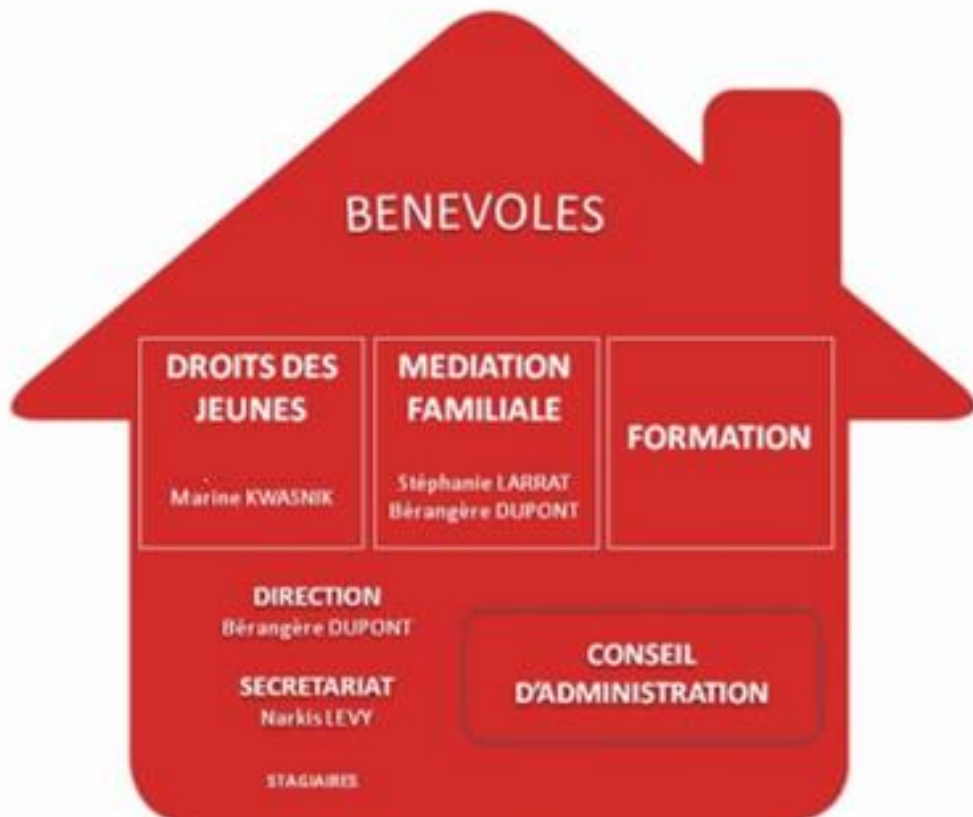 BENEVOLES
DROITS DES
JEUNES
Marine KWASNIK
MEDIATION
FAMILIALE
Stéphanie LARRAT
Bérangère DUPONT
FORMATION
DIRECTION
Bérangère DUPONT
SECRETARIAT
Narkis LEVY
STAGIAIRES
CONSEIL
D'ADMINISTRATION